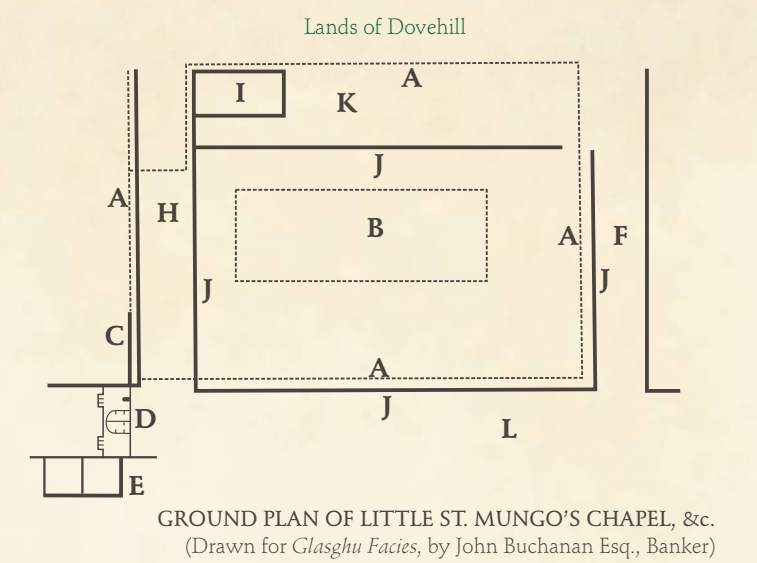 Lands of Dovehill
A
I
K
J
A
H
B
A
F
J
J
C
A
J
D
L
E
GROUND PLAN OF LITTLE ST. MUNGO'S CHAPEL, &c.
(Drawn for Glasghu Facies, by John Buchanan Esq., Banker)